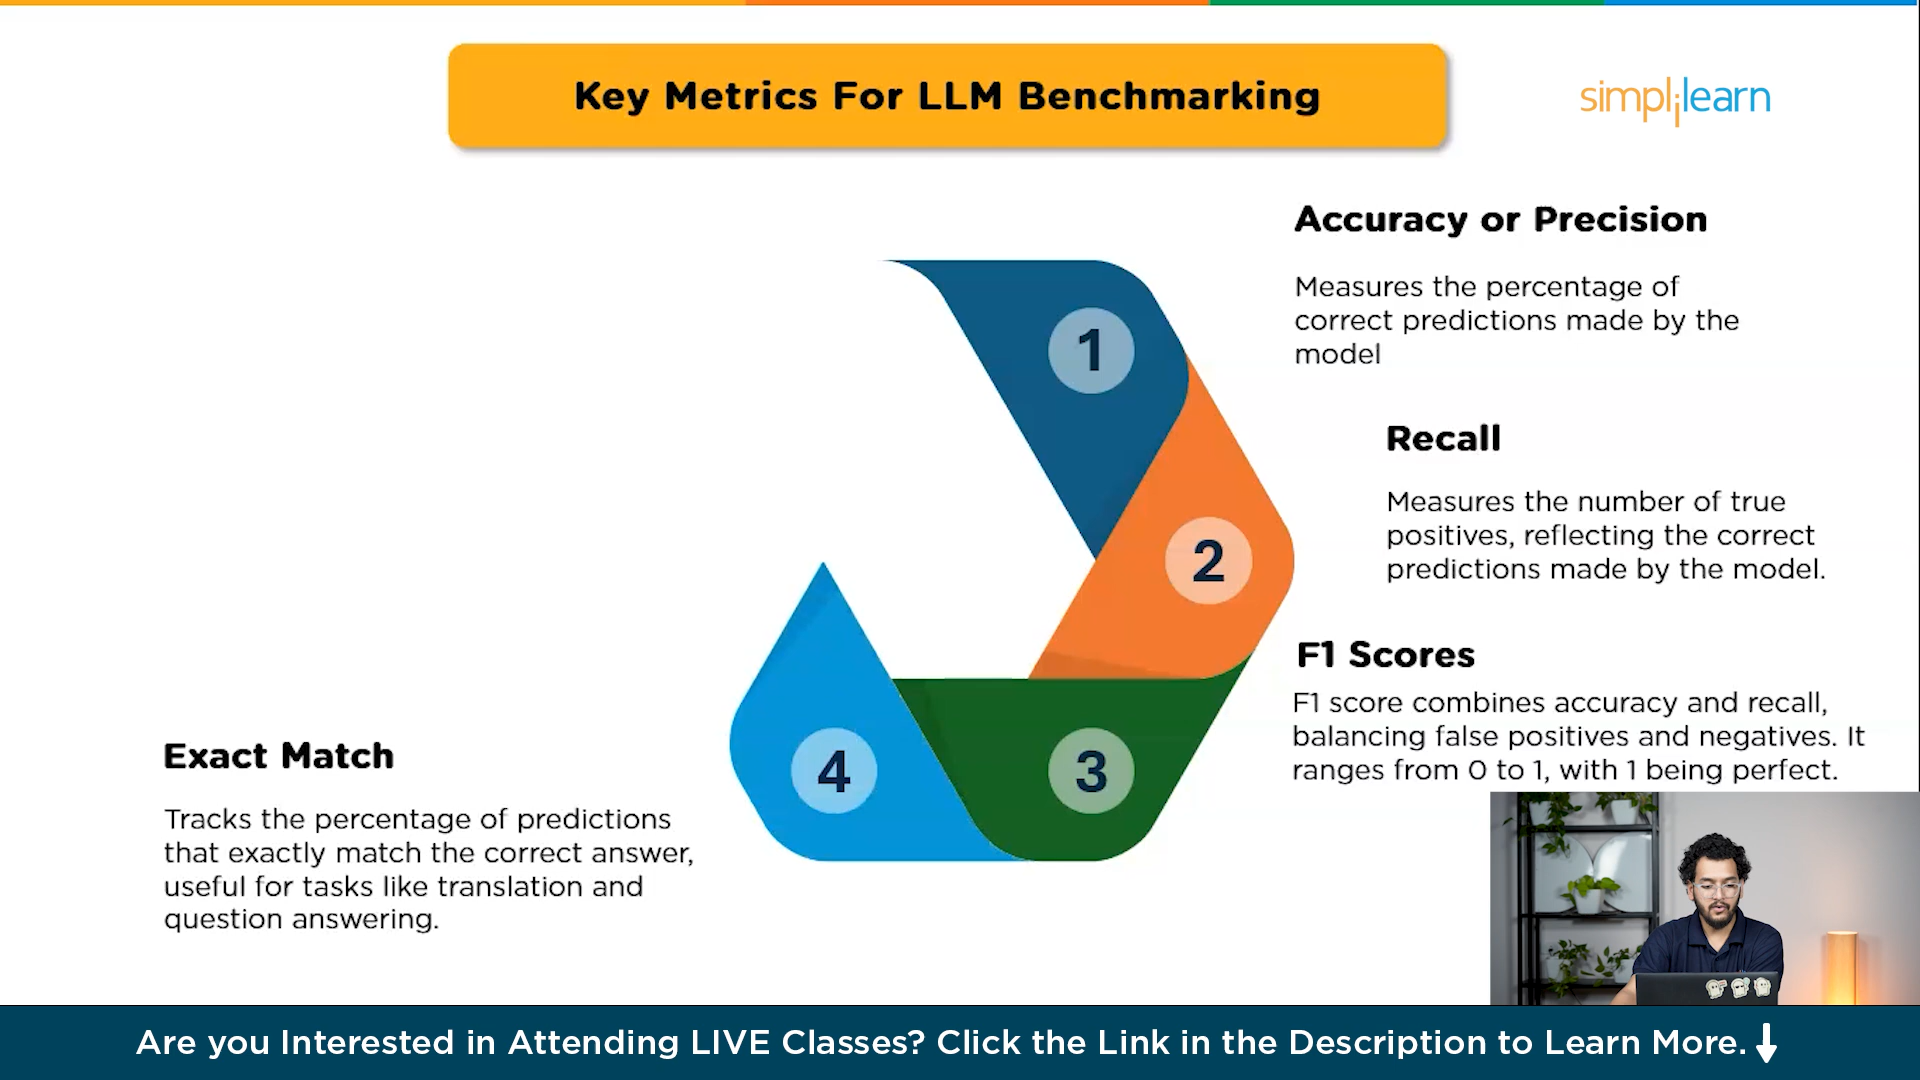 Key Metrics For LLM Benchmarking
simplilearn
Accuracy or Precision
Measures the percentage of
correct predictions made by the
model
1
Recall
Measures the number of true
positives, reflecting the correct
predictions made by the model.
2
F1 Scores
F1 score combines accuracy and recall,
balancing false positives and negatives. It
ranges from 0 to 1, with 1 being perfect.
3
4
Exact Match
Tracks the percentage of predictions
that exactly match the correct answer,
useful for tasks like translation and
question answering.
Are you Interested in Attending LIVE Classes? Click the Link in the Description to Learn More.